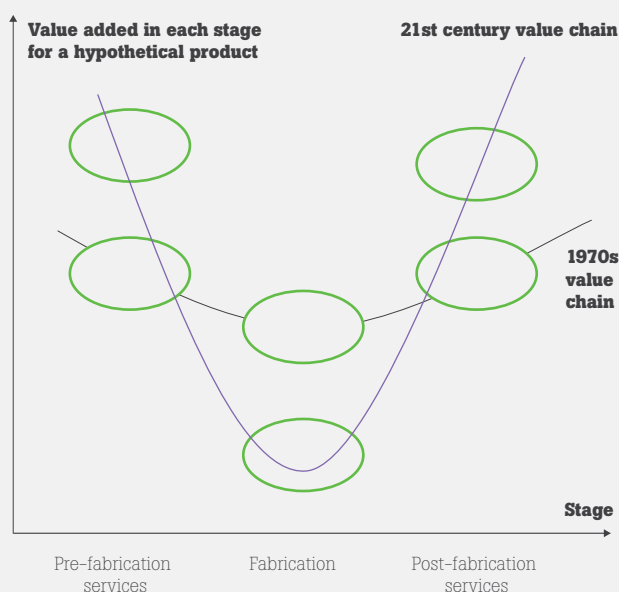 Value added in each stage
for a hypothetical product
21st century value chain
1970s
value
chain
Stage
Pre-fabrication
services
Fabrication
Post-fabrication
services